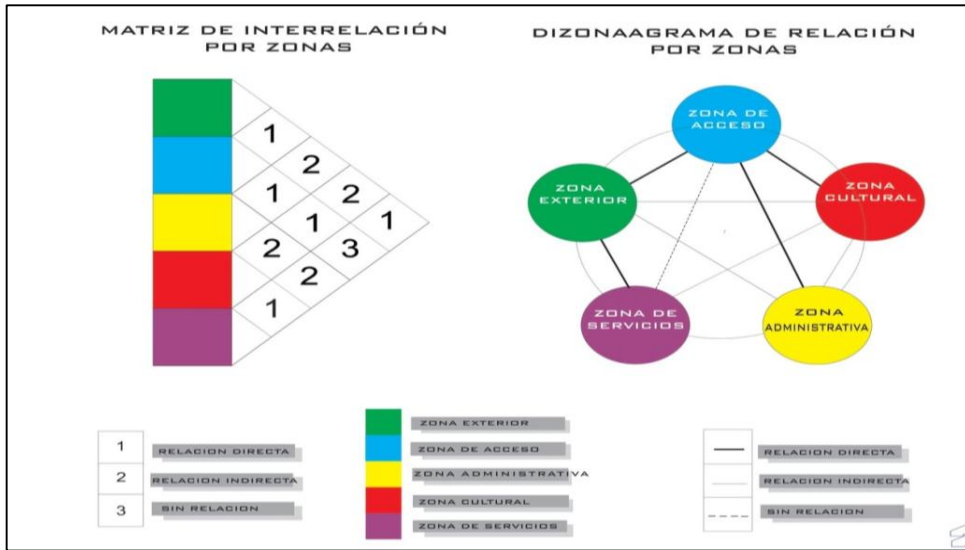 MATRIZ DE INTERRELACIÓN
POR ZONAS
1
2
1
2
1
1
2
3
2
1
DIZONAAGRAMA DE RELACIÓN
POR ZONAS
ZONA DE
ACCESO
ZONA
EXTERIOR
ZONA
CULTURAL
ZONA DE
SERVICIOS
ZONA
ADMINISTRATIVA
1 RELACION DIRECTA
2 RELACION INDIRECTA
3 SIN RELACION
ZONA EXTERIOR
ZONA DE ACCESO
ZONA ADMINISTRATIVA
ZONA CULTURAL
ZONA DE SERVICIOS
RELACION DIRECTA
RELACION INDIRECTA
SIN RELACION